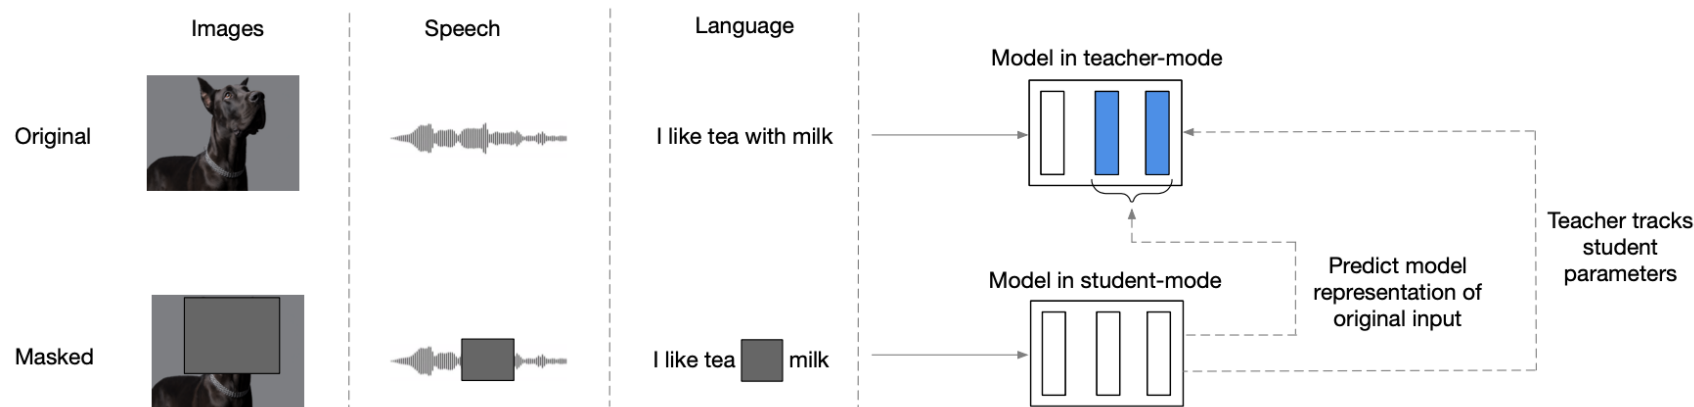 Images
Speech
Language
Model in teacher-mode
Original
I like tea with milk
Teacher tracks
student
parameters
Predict model
representation of
original input
Model in student-mode
Masked
I like tea milk